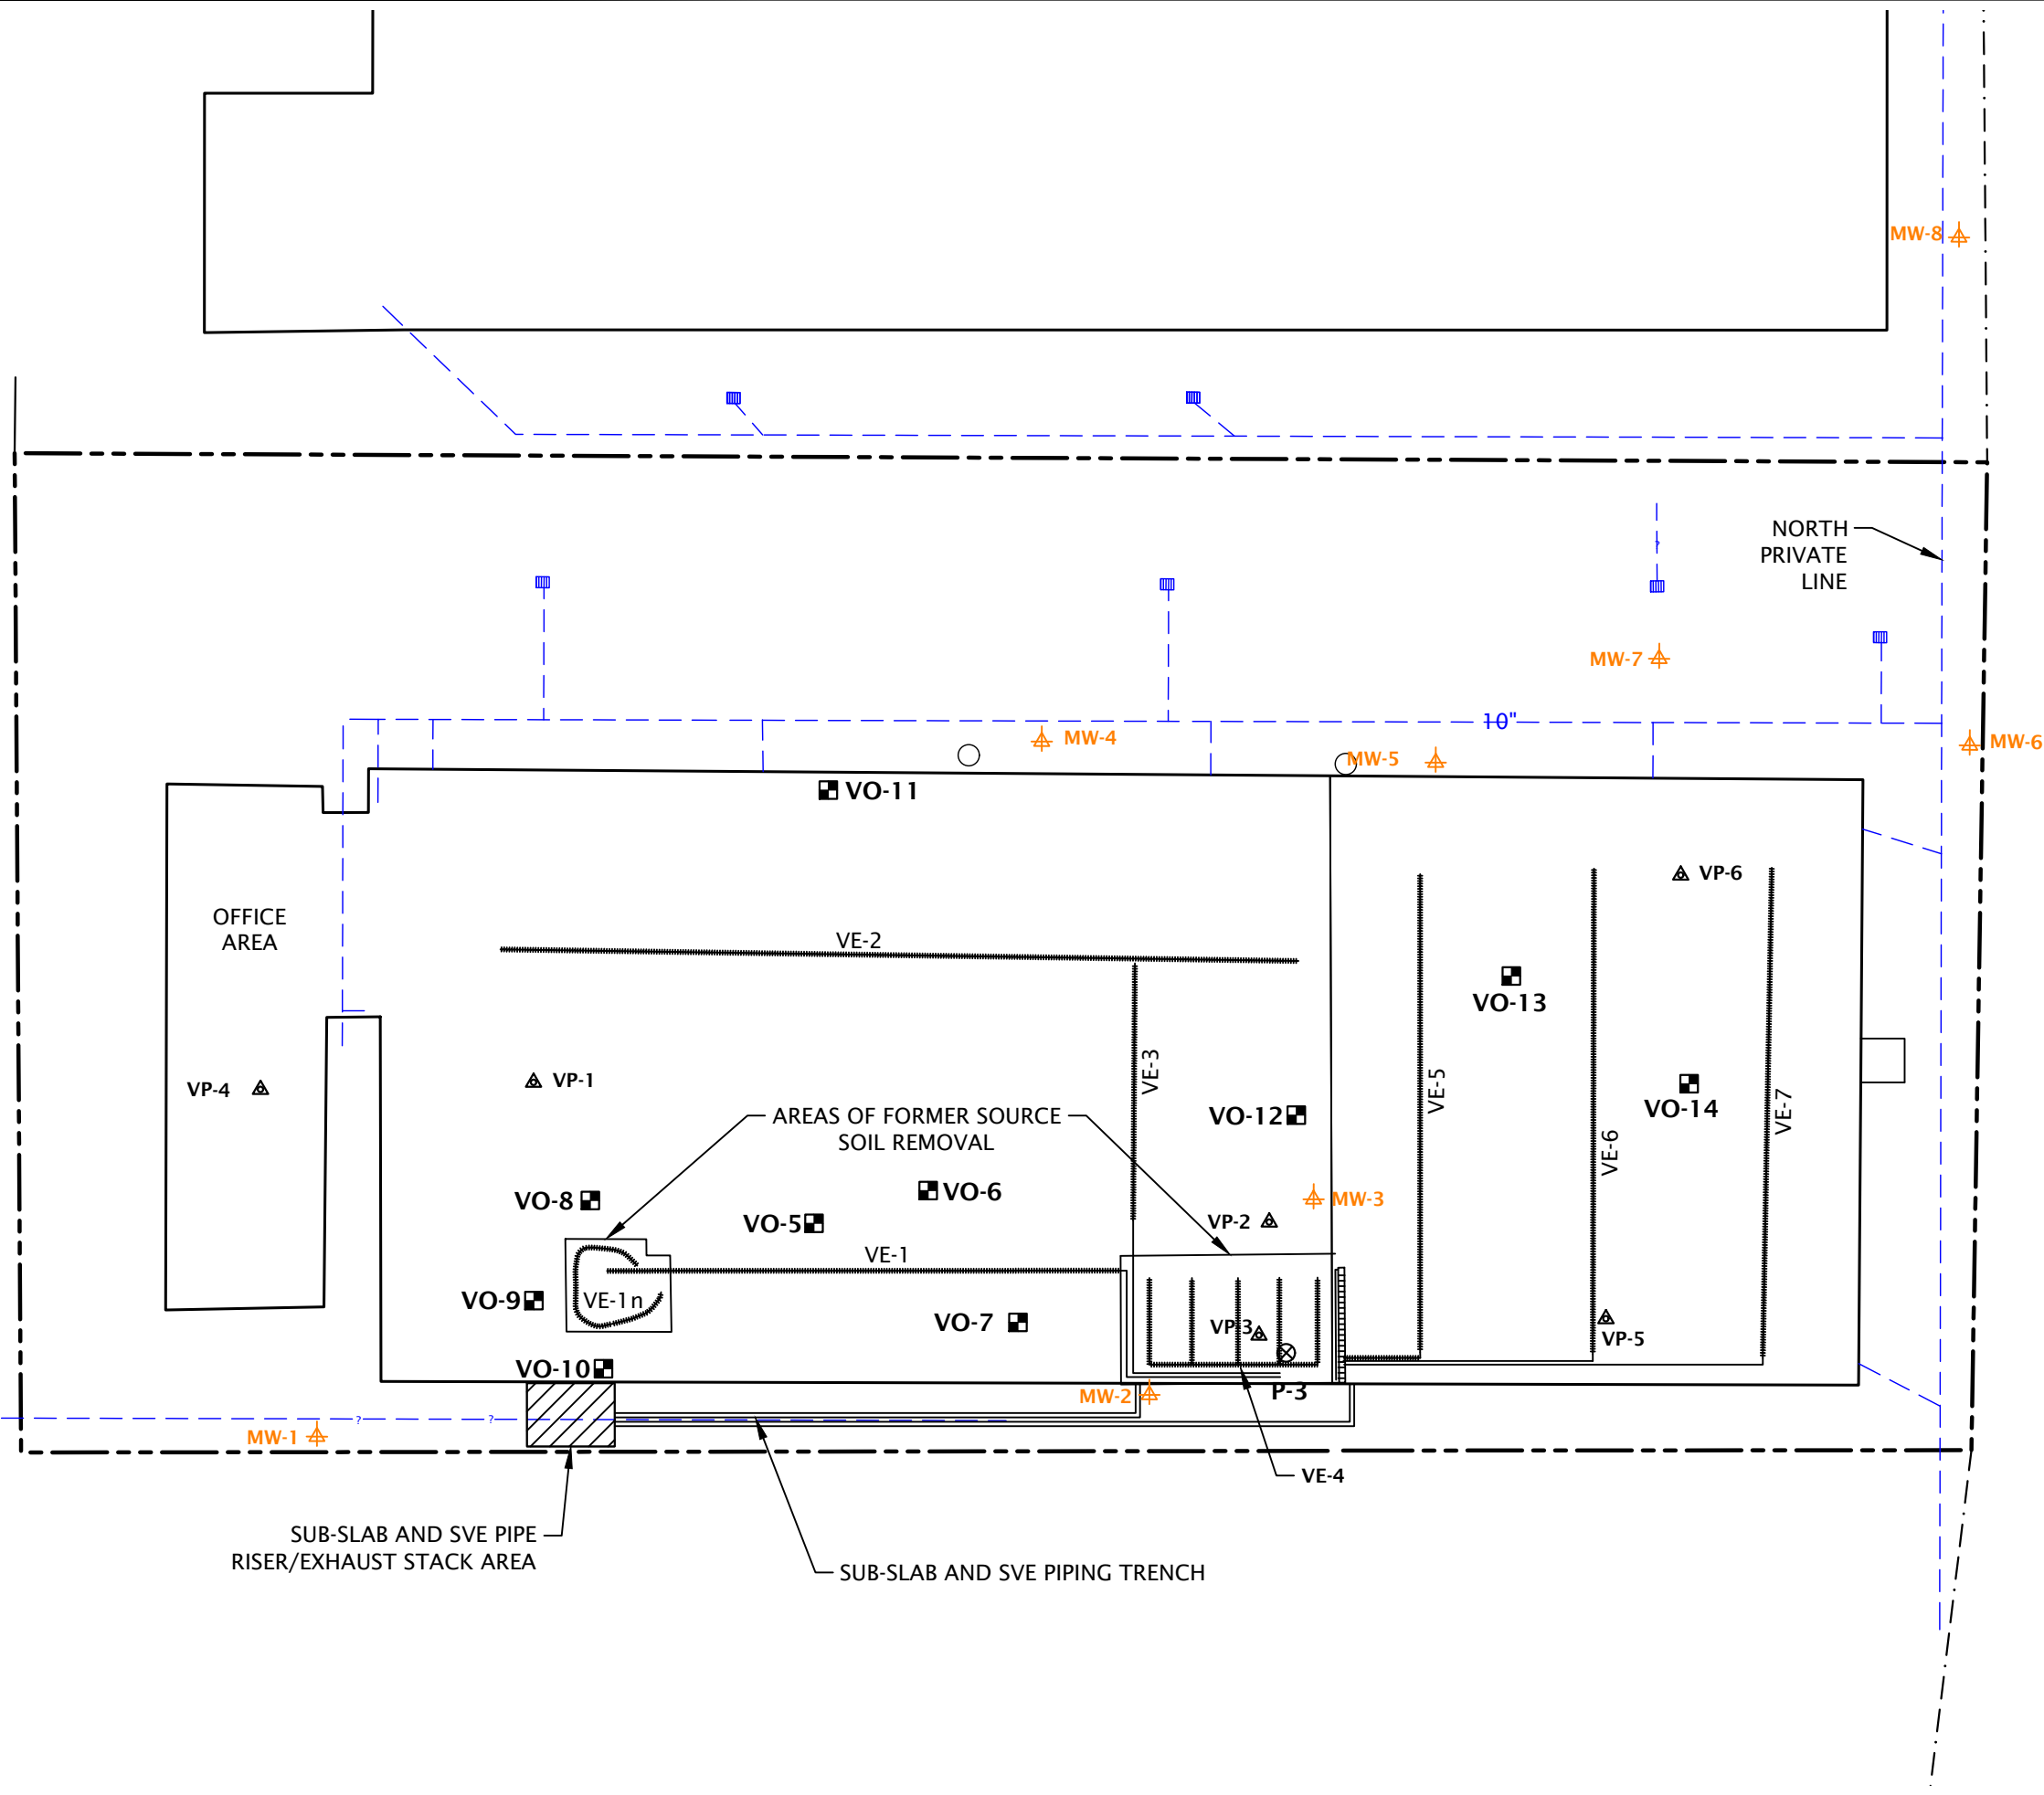 MW-8
NORTH
PRIVATE
LINE
?
MW-7
10"
MW-4
MW-5
MW-6
VO-11
VP-6
OFFICE
AREA
VE-2
VO-13
VE-3
VE-5
VP-4
VP-1
VO-14
VE-7
AREAS OF FORMER SOURCE
SOIL REMOVAL
VO-12
VE-6
VO-8
VO-6
MW-3
VO-5
VP-2
VE-1
VO-9
VE-1n
VO-7
VP-3
VP-5
VO-10
MW-2
P-3
? ?
MW-1
VE-4
SUB-SLAB AND SVE PIPE
RISER/EXHAUST STACK AREA
SUB-SLAB AND SVE PIPING TRENCH